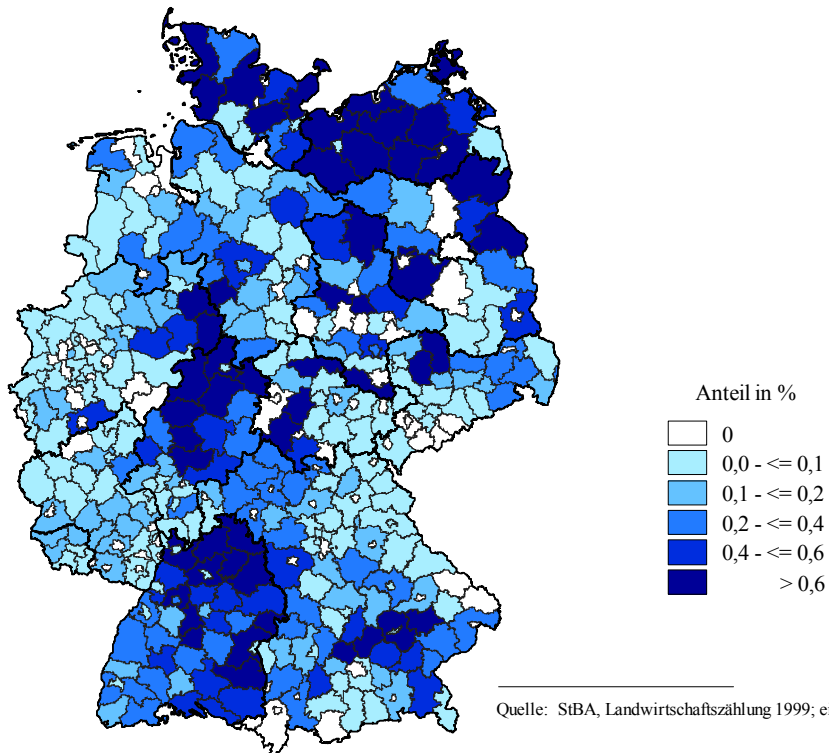 Anteil in %
0
0,0 - <= 0,1
0,1 - <= 0,2
0,2 - <= 0,4
0,4 - <= 0,6
> 0,6
Quelle: StBA, Landwirtschaftszählung 1999;